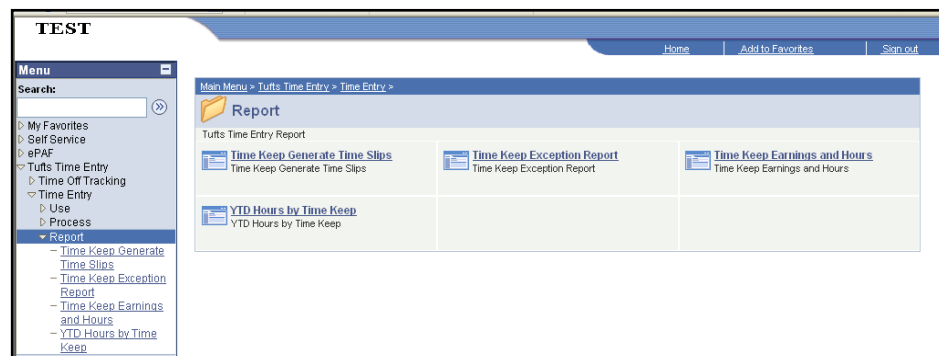 TEST
Home
Add to Favorites
Sign out
Menu
Search:
My Favorites
Self Service
ePAF
Tufts Time Entry
Time Off Tracking
Time Entry
Use
Process
Report
Time Keep Generate
Time Slips
Time Keep Exception
Report
Time Keep Earnings
and Hours
YTD Hours by Time
Keep
Main Menu > Tufts Time Entry > Time Entry >
Report
Tufts Time Entry Report
Time Keep Generate Time Slips
Time Keep Generate Time Slips
Time Keep Exception Report
Time Keep Exception Report
Time Keep Earnings and Hours
Time Keep Earnings and Hours
YTD Hours by Time Keep
YTD Hours by Time Keep